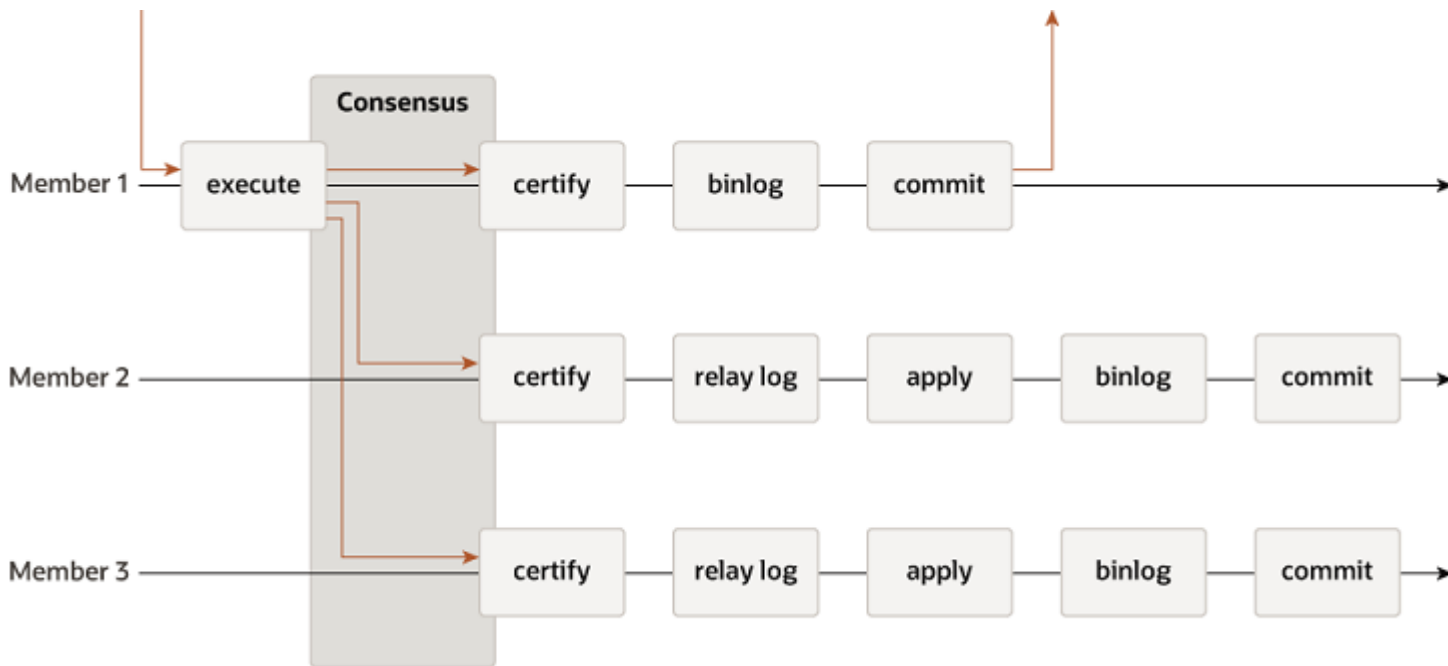 Consensus
Member 1 execute certify binlog commit
Member 2 certify relay log apply binlog commit
Member 3 certify relay log apply binlog commit